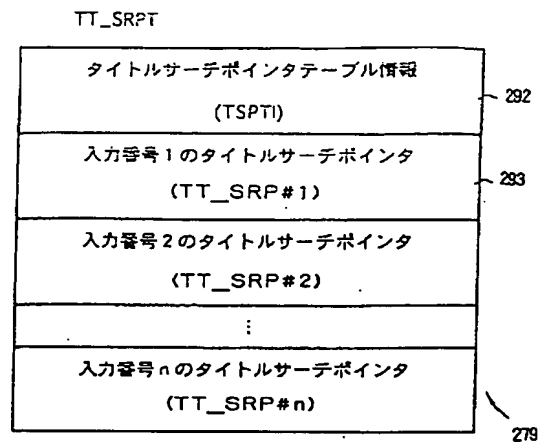 TT_SRPT
タイトルサーチポインタテーブル情報
(TSPTI)
292
入力番号1のタイトルサーチポインタ
(TT_SRP#1)
293
入力番号2のタイトルサーチポインタ
(TT_SRP#2)
⋮
入力番号nのタイトルサーチポインタ
(TT_SRP#n)
279